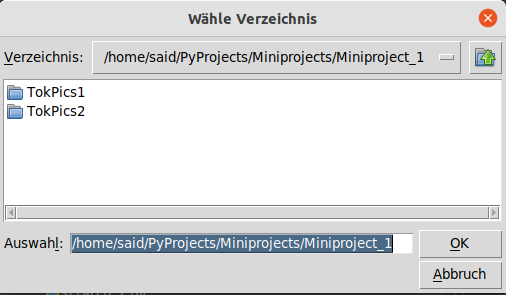 Wähle Verzeichnis
Verzeichnis: /home/said/PyProjects/Miniprojects/Miniproject_1
TokPics1
TokPics2
Auswahl: /home/said/PyProjects/Miniprojects/Miniproject_1 OK
Abbruch